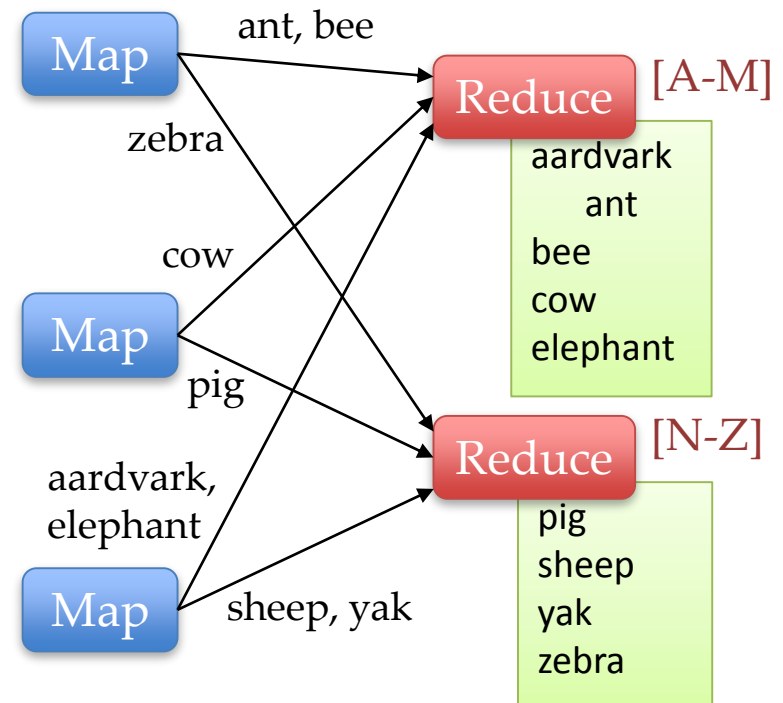 ant, bee
Map
Reduce
[A-M]
zebra
aardvark
ant
bee
cow
elephant
cow
Map
pig
Reduce
[N-Z]
aardvark,
elephant
pig
sheep
yak
zebra
Map
sheep, yak